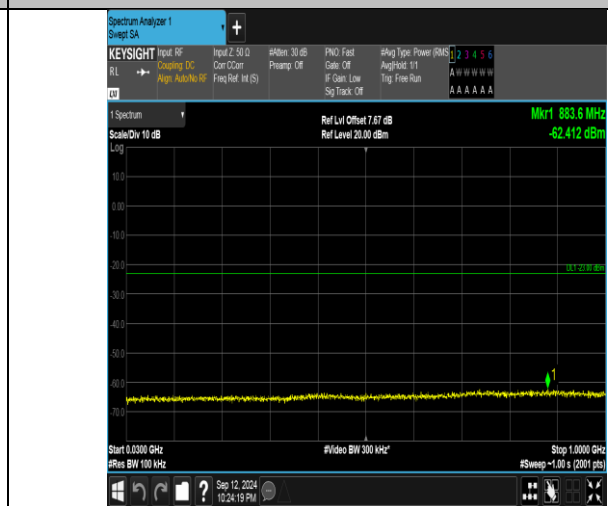 Spectrum Analyzer 1
Swept SA
+
KEYSIGHT Input: RF Input Z: 50 Ω #Atten: 30 dB PNO: Fast #Avg Type: Power (RMS 1 2 3 4 5 6
RL Coupling: DC Corr CCorr Preamp: Off Gate: Off Avg|Hold: 1/1 A W W W W W
Align: Auto/No RF Freq Ref: Int (S) IF Gain: Low Trig: Free Run
Sig Track: Off A A A A A A
LXI
1 Spectrum Ref Lvl Offset 7.67 dB Mkr1 883.6 MHz
Scale/Div 10 dB Ref Level 20.00 dBm -62.412 dBm
Log
10.0
0.00
-10.0
-20.0
DL1 -23.00 dBm
-30.0
-40.0
-50.0
-60.0
1
-70.0
Start 0.0300 GHz #Video BW 300 kHz* Stop 1.0000 GHz
#Res BW 100 kHz #Sweep ~1.00 s (2001 pts)
? Sep 12, 2024
10:24:19 PM